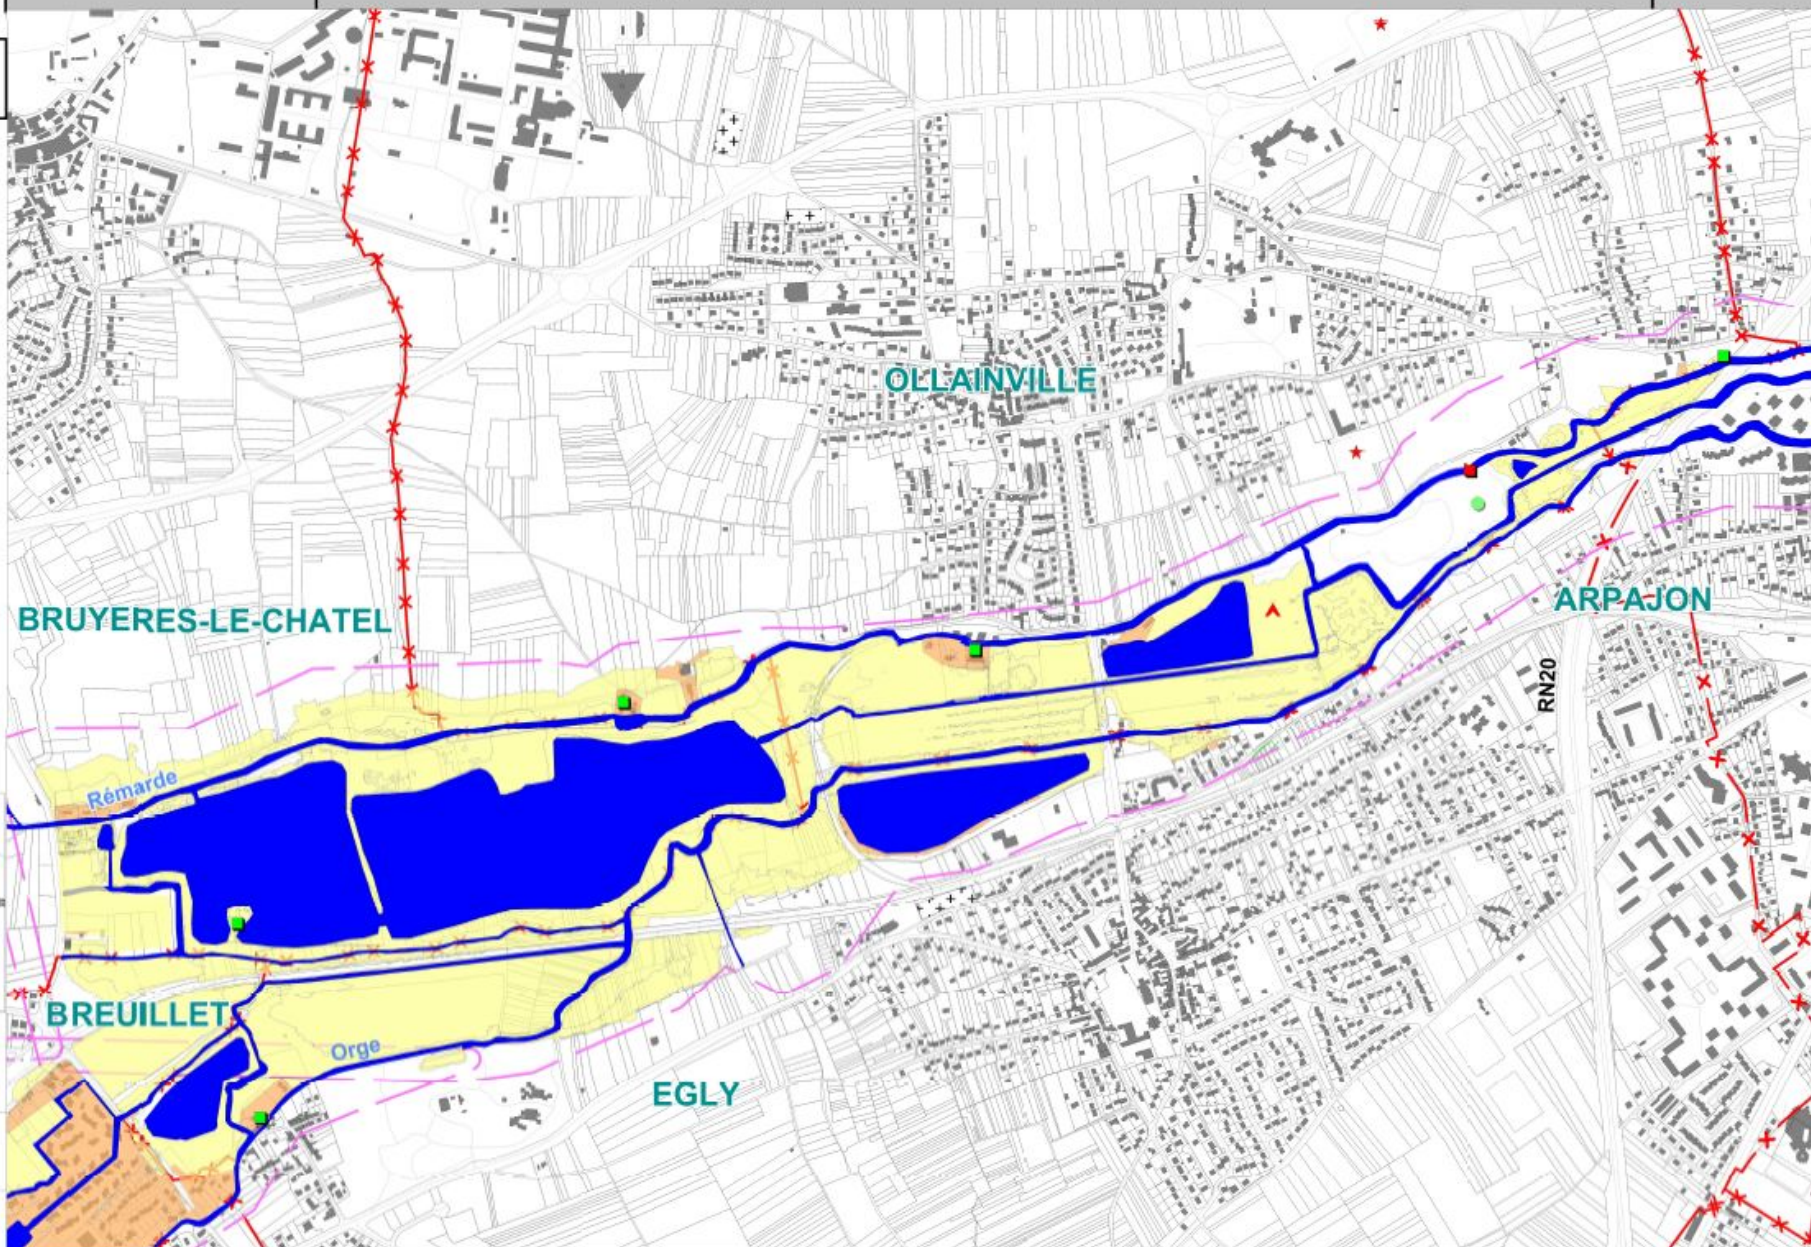 OLLAINVILLE
BRUYERES-LE-CHATEL
ARPAJON
RN20
Rémarde
BREUILLET
Orge
EGLY